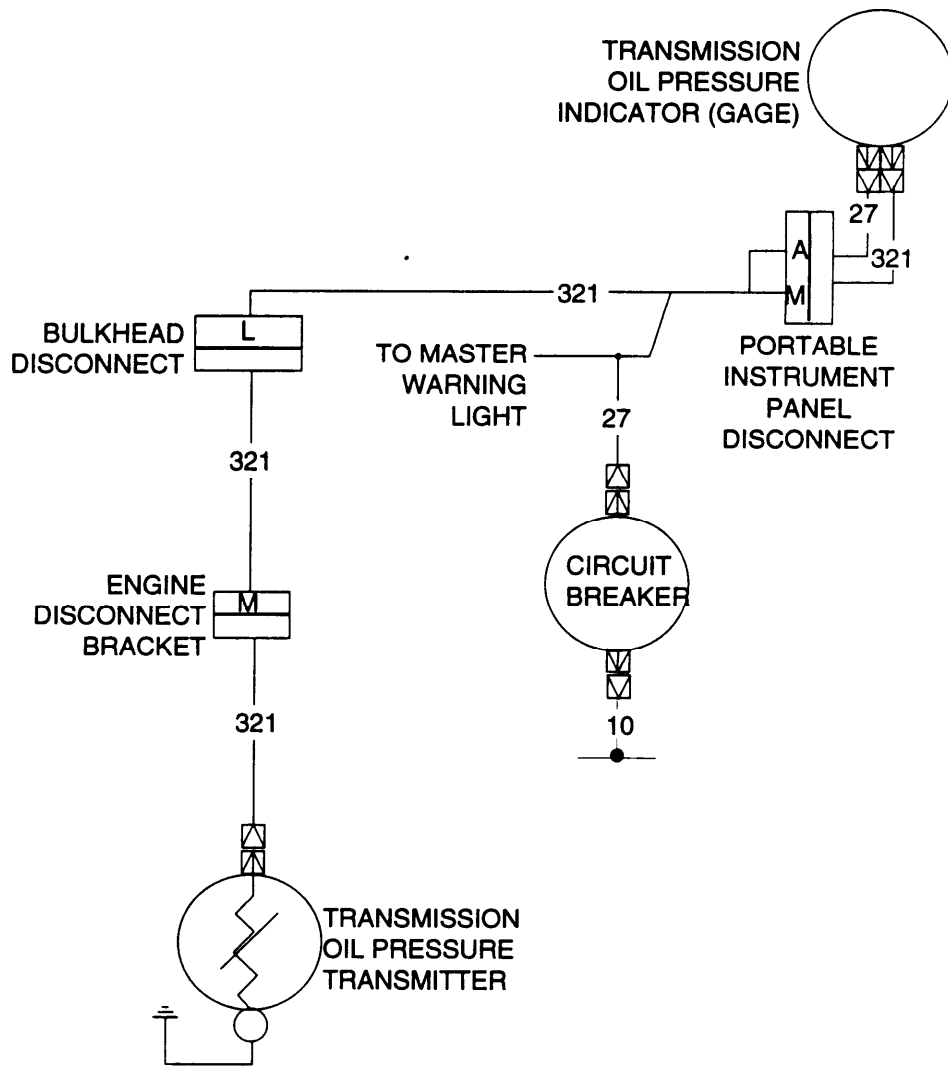 TRANSMISSION
OIL PRESSURE
INDICATOR (GAGE)
27
321
A
M
321
PORTABLE
INSTRUMENT
PANEL
DISCONNECT
L
BULKHEAD
DISCONNECT
TO MASTER
WARNING
LIGHT
27
321
CIRCUIT
BREAKER
ENGINE
DISCONNECT
BRACKET
M
321
10
TRANSMISSION
OIL PRESSURE
TRANSMITTER